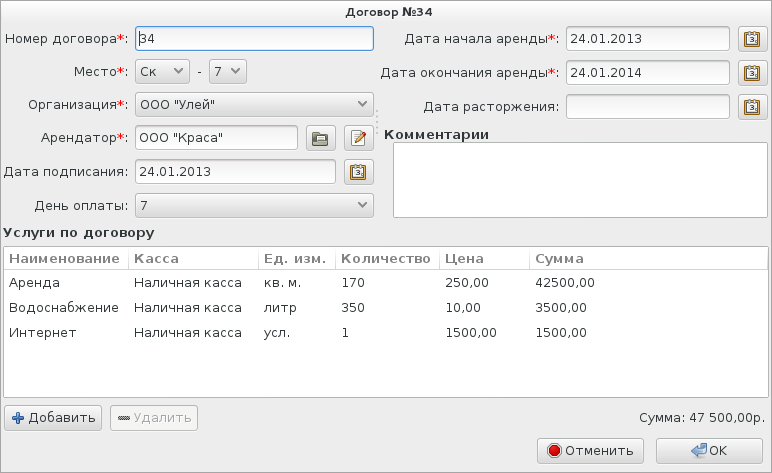 Договор №34
Номер договора*: 34
Место*: Ск - 7
Организация*: ООО "Улей"
Арендатор*: ООО "Краса"
Дата подписания: 24.01.2013
День оплаты: 7
Дата начала аренды*: 24.01.2013
Дата окончания аренды*: 24.01.2014
Дата расторжения:
Комментарии
Услуги по договору
Наименование Касса Ед. изм. Количество Цена Сумма
Аренда Наличная касса кв. м. 170 250,00 42500,00
Водоснабжение Наличная касса литр 350 10,00 3500,00
Интернет Наличная касса усл. 1 1500,00 1500,00
Добавить Удалить Сумма: 47 500,00р.
Отменить OK